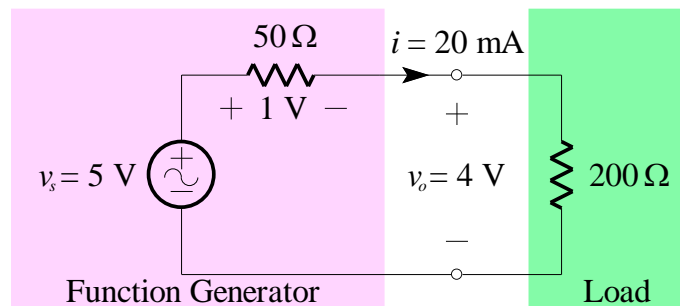 50 Ω
i = 20 mA
+ 1 V −
+
vs = 5 V
+
−
vo = 4 V
200 Ω
−
Function Generator
Load